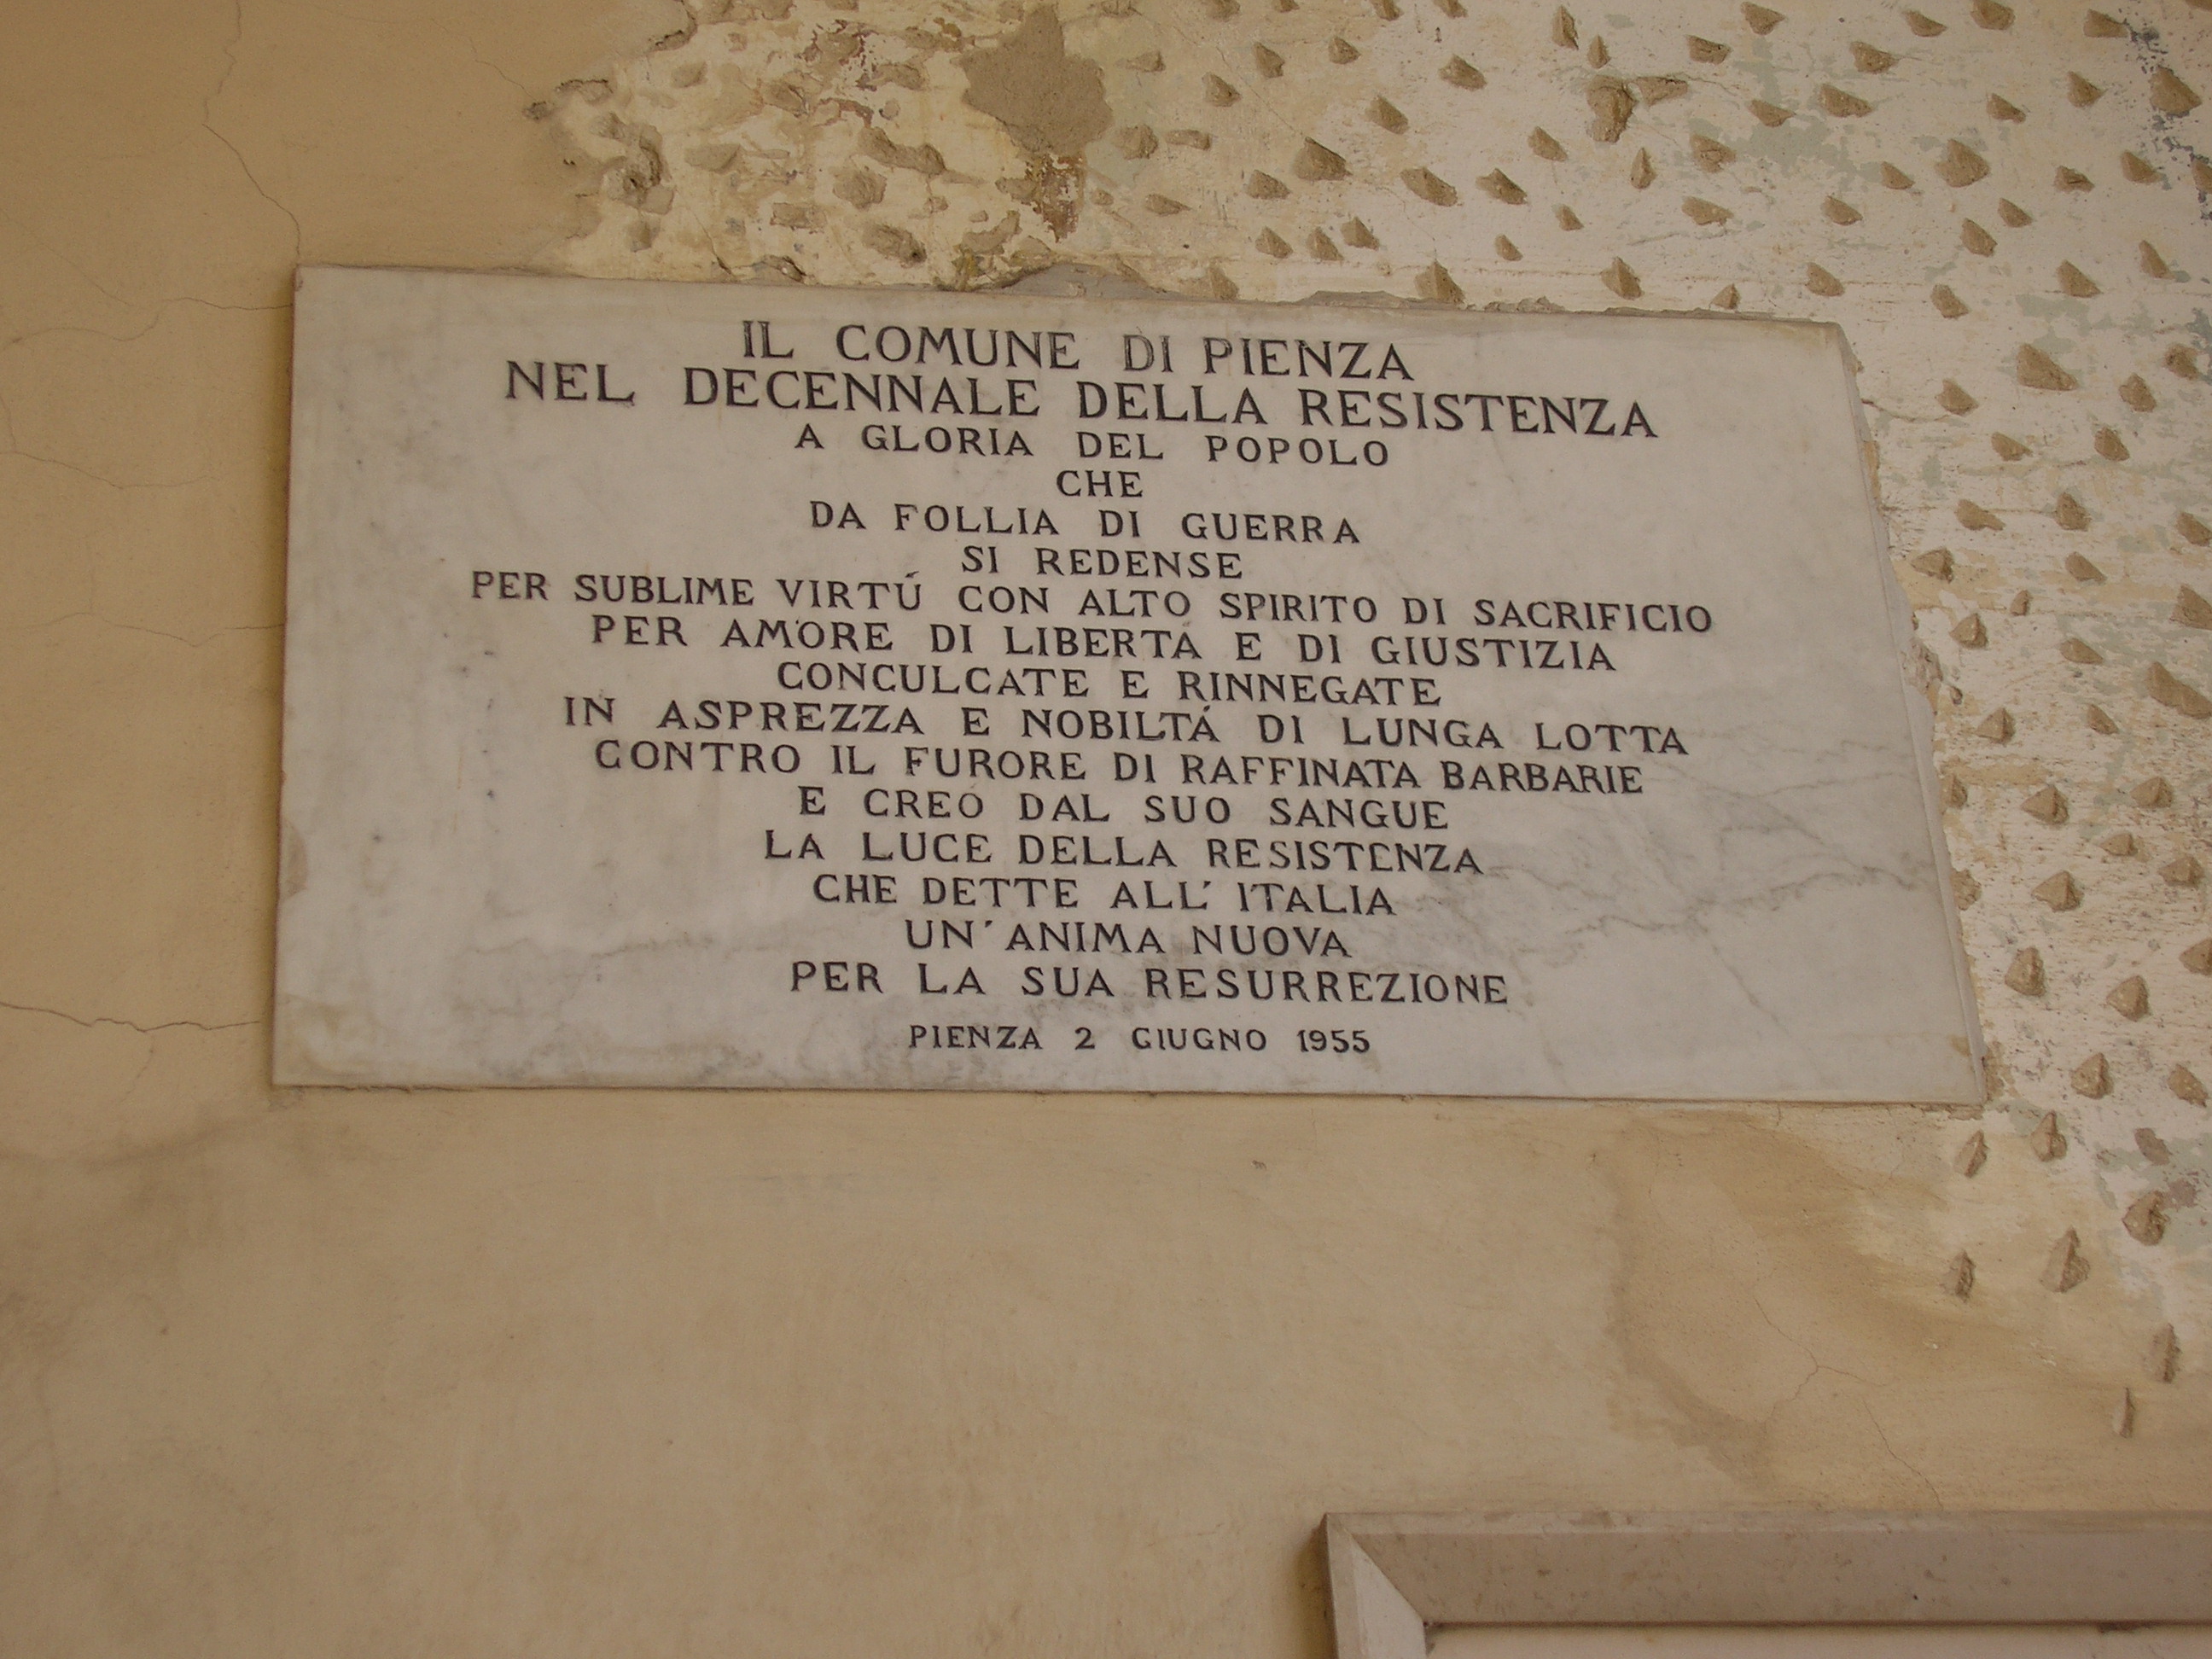 IL COMUNE DI PIENZA
NEL DECENNALE DELLA RESISTENZA
A GLORIA DEL POPOLO
CHE
DA FOLLIA DI GUERRA
SI REDENSE
PER SUBLIME VIRTÚ CON ALTO SPIRITO DI SACRIFICIO
PER AMORE DI LIBERTÁ E DI GIUSTIZIA
CONCULCATE E RINNEGATE
IN ASPREZZA E NOBILTÁ DI LUNGA LOTTA
CONTRO IL FURORE DI RAFFINATA BARBARIE
E CREÓ DAL SUO SANGUE
LA LUCE DELLA RESISTENZA
CHE DETTE ALL' ITALIA
UN'ANIMA NUOVA
PER LA SUA RESURREZIONE
PIENZA 2 GIUGNO 1955